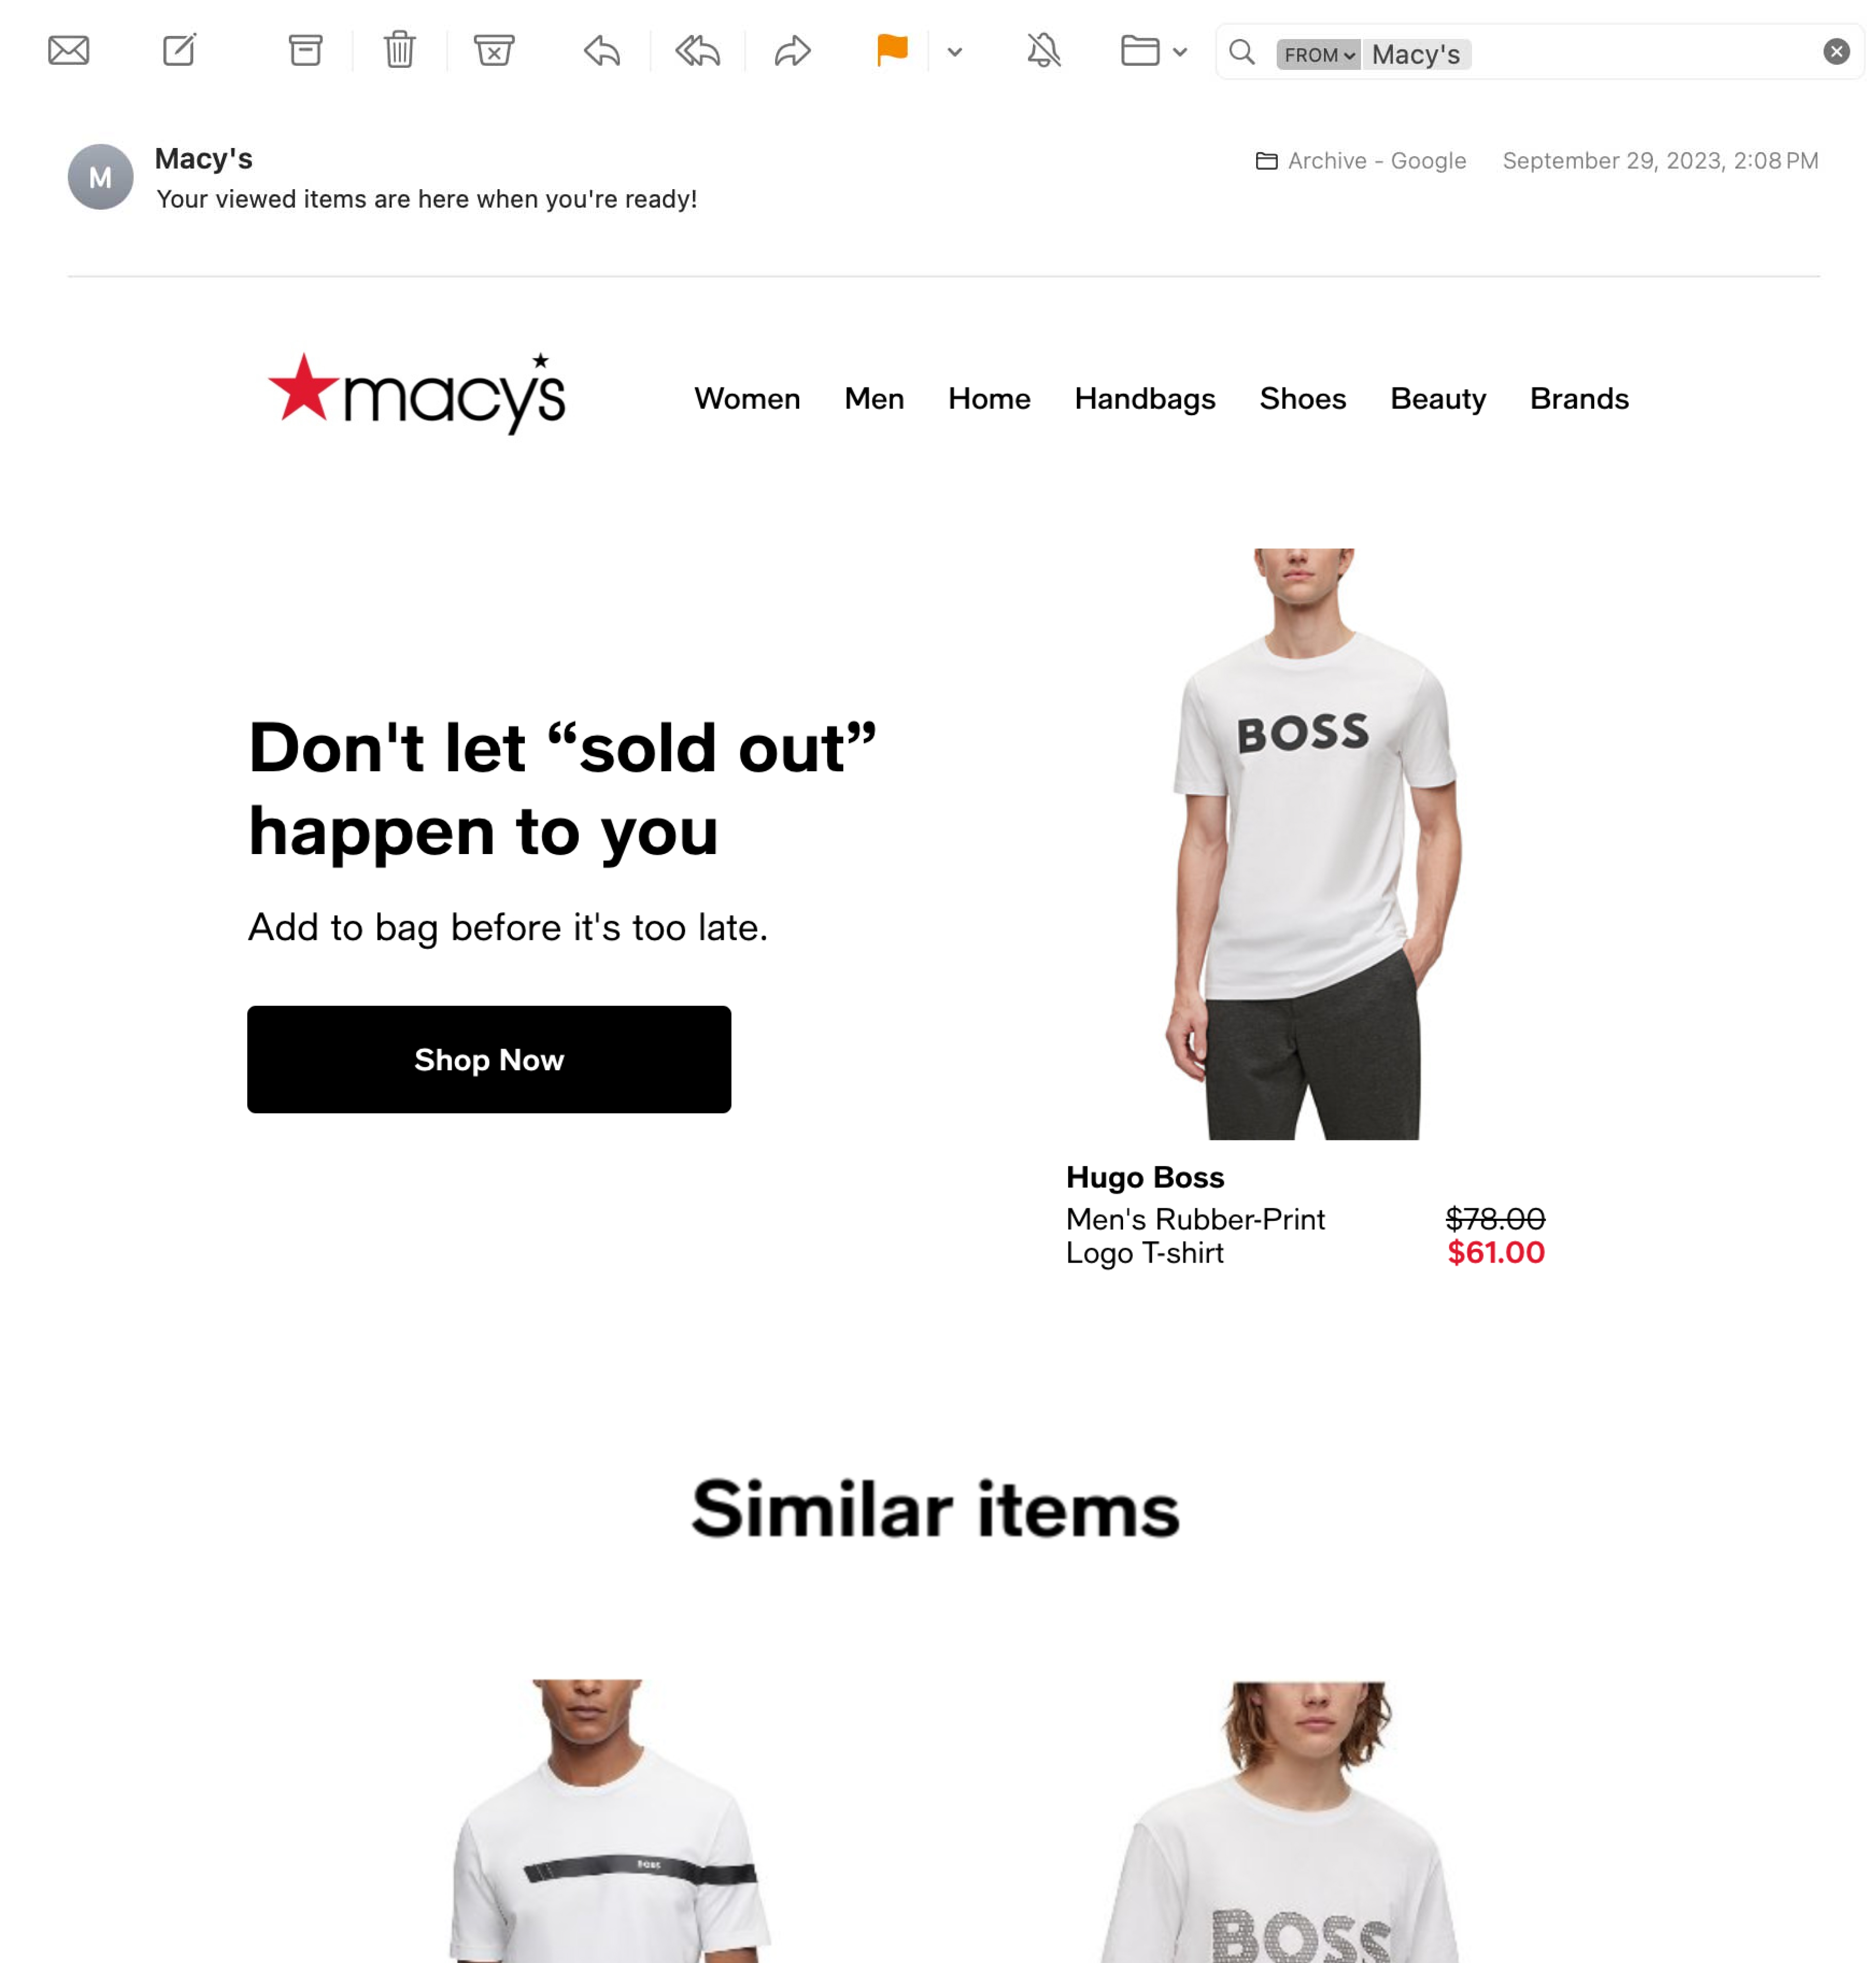 FROM Macy's
Macy's
Archive - Google September 29, 2023, 2:08 PM
M
Your viewed items are here when you're ready!
macy's
Women Men Home Handbags Shoes Beauty Brands
BOSS
Don't let “sold out”
happen to you
Add to bag before it's too late.
Shop Now
Hugo Boss
Men's Rubber-Print $78.00
Logo T-shirt $61.00
Similar items
BOSS
BOSS